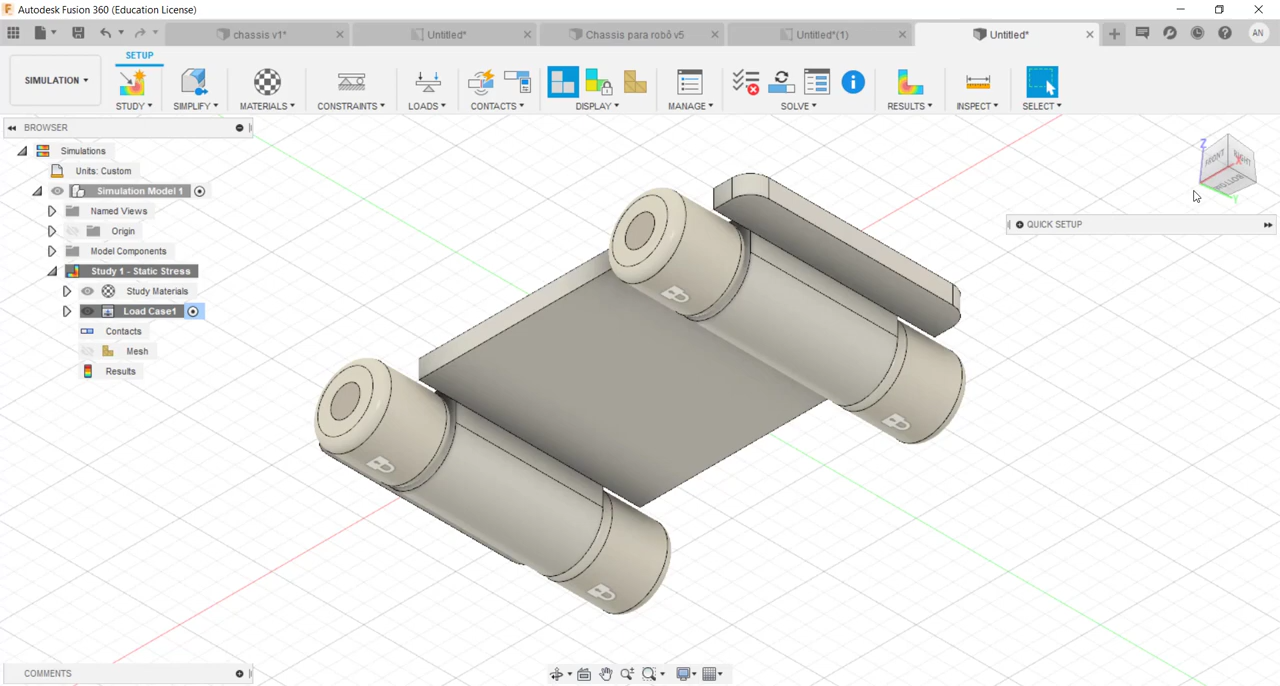 Autodesk Fusion 360 (Education License)
chassis v1*
Untitled*
Chassis para robô v5
Untitled*(1)
Untitled*
AN
SETUP
SIMULATION
STUDY
SIMPLIFY
MATERIALS
CONSTRAINTS
LOADS
CONTACTS
DISPLAY
MANAGE
SOLVE
RESULTS
INSPECT
SELECT
BROWSER
Simulations
Units: Custom
Simulation Model 1
Named Views
Origin
Model Components
Study 1 - Static Stress
Study Materials
Load Case1
Contacts
Mesh
Results
Z
FRONT
RIGHT
X
BOTTOM
Y
QUICK SETUP
COMMENTS